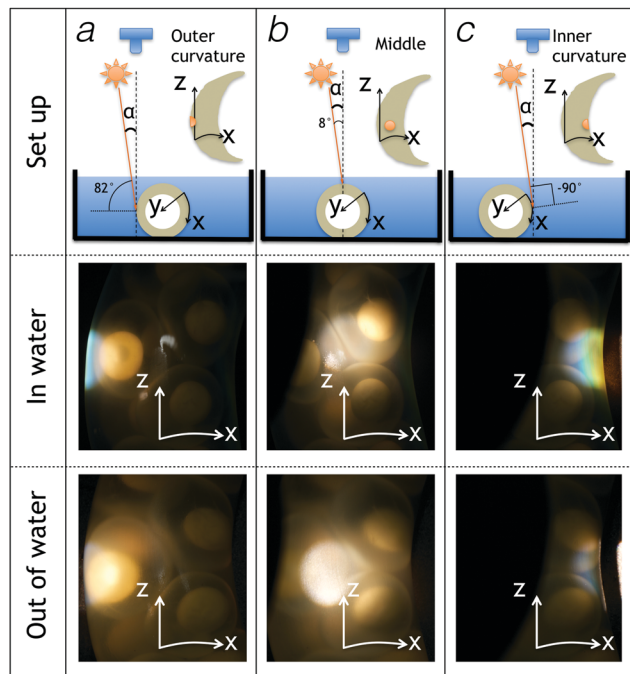 a
Outer
curvature
b
Middle
c
Inner
curvature
Set up
z
α
x
82°
y
x
z
α
8°
x
y
x
z
α
x
-90°
y
x
In water
z
x
z
x
z
x
Out of water
z
x
z
x
z
x